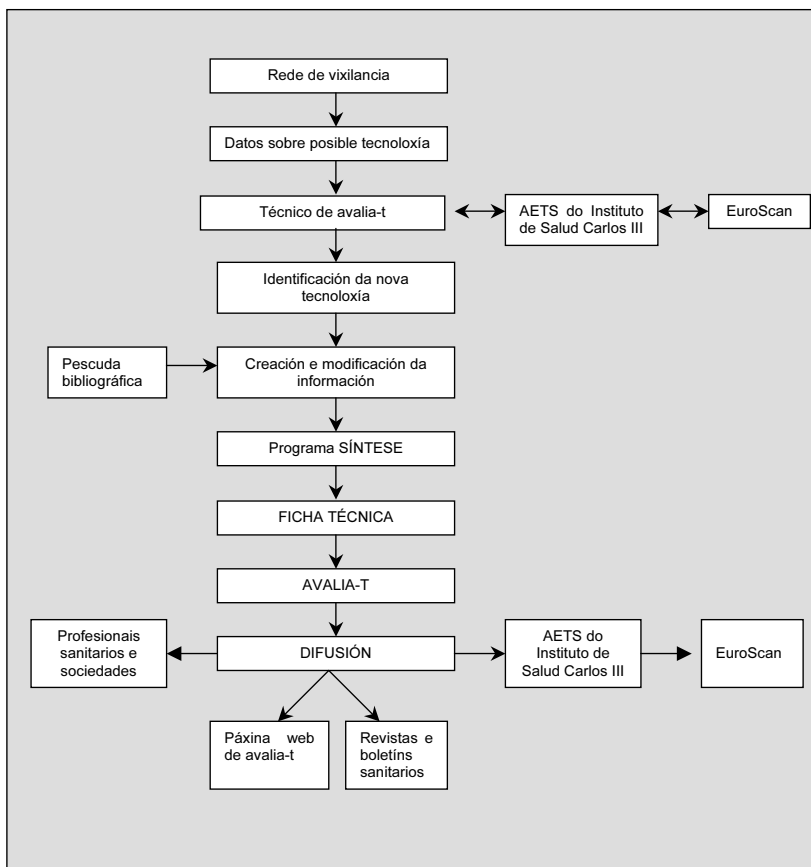 Rede de vixilancia
Datos sobre posible tecnoloxía
Técnico de avalia-t
AETS do Instituto
de Salud Carlos III
EuroScan
Identificación da nova
tecnoloxía
Pescuda
bibliográfica
Creación e modificación da
información
Programa SÍNTESE
FICHA TÉCNICA
AVALIA-T
Profesionais
sanitarios e
sociedades
DIFUSIÓN
AETS do
Instituto de
Salud Carlos III
EuroScan
Páxina web
de avalia-t
Revistas e
boletíns
sanitarios